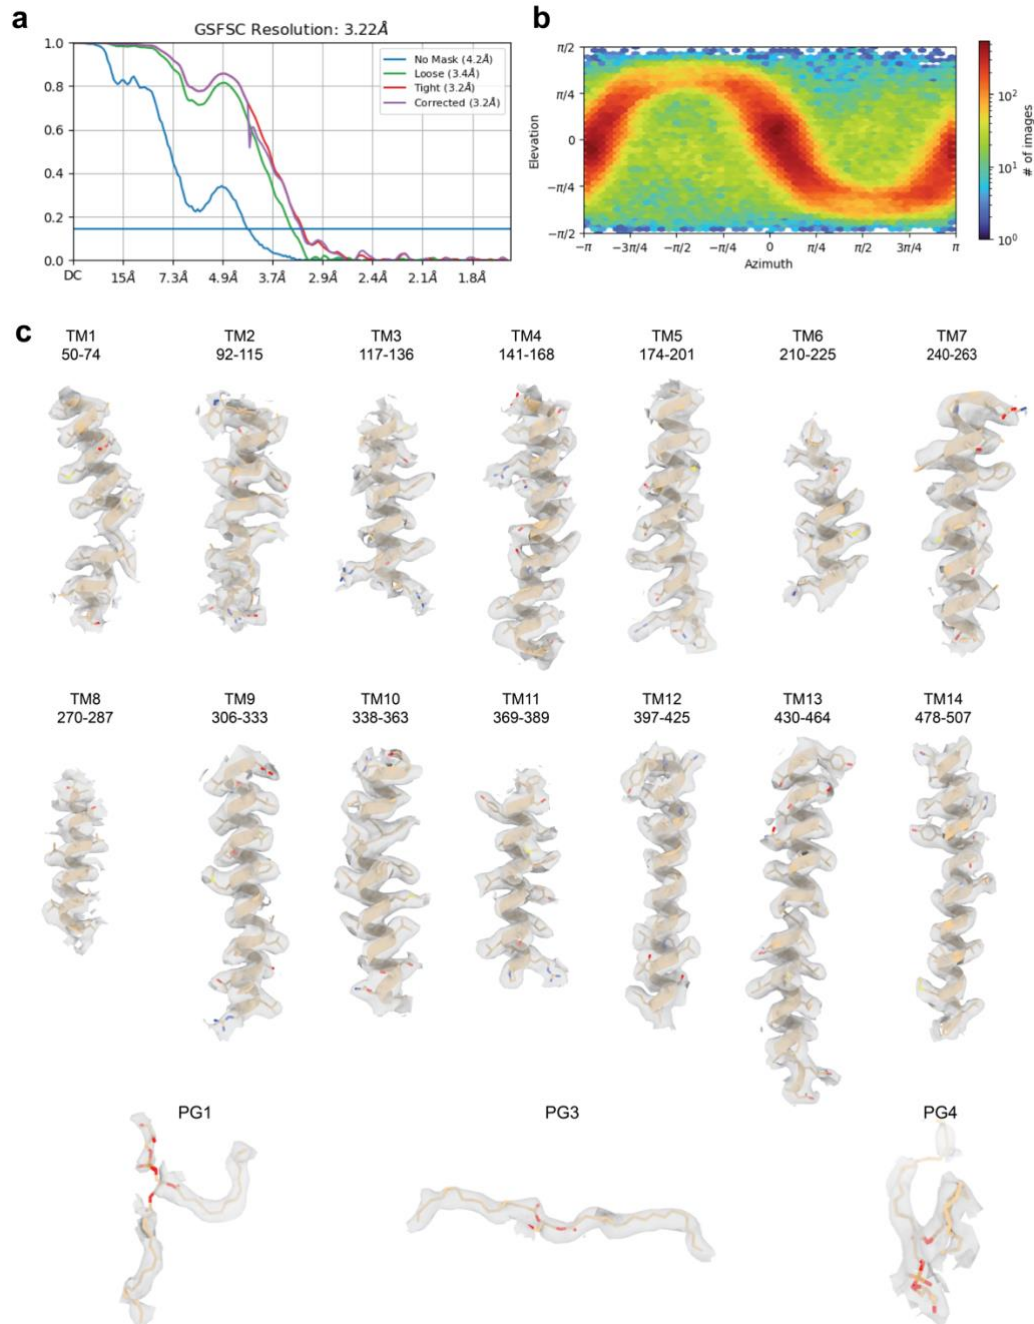 a
GSFSC Resolution: 3.22Å
1.0
0.8
0.6
0.4
0.2
0.0
DC 15Å 7.3Å 4.9Å 3.7Å 2.9Å 2.4Å 2.1Å 1.8Å
No Mask (4.2Å)
Loose (3.4Å)
Tight (3.2Å)
Corrected (3.2Å)
b
π/2
π/4
0
−π/4
−π/2
Elevation
−π −3π/4 −π/2 −π/4 0 π/4 π/2 3π/4 π
Azimuth
10²
10¹
10⁰
# of images
c
TM1 TM2 TM3 TM4 TM5 TM6 TM7
50-74 92-115 117-136 141-168 174-201 210-225 240-263
TM8 TM9 TM10 TM11 TM12 TM13 TM14
270-287 306-333 338-363 369-389 397-425 430-464 478-507
PG1 PG3 PG4